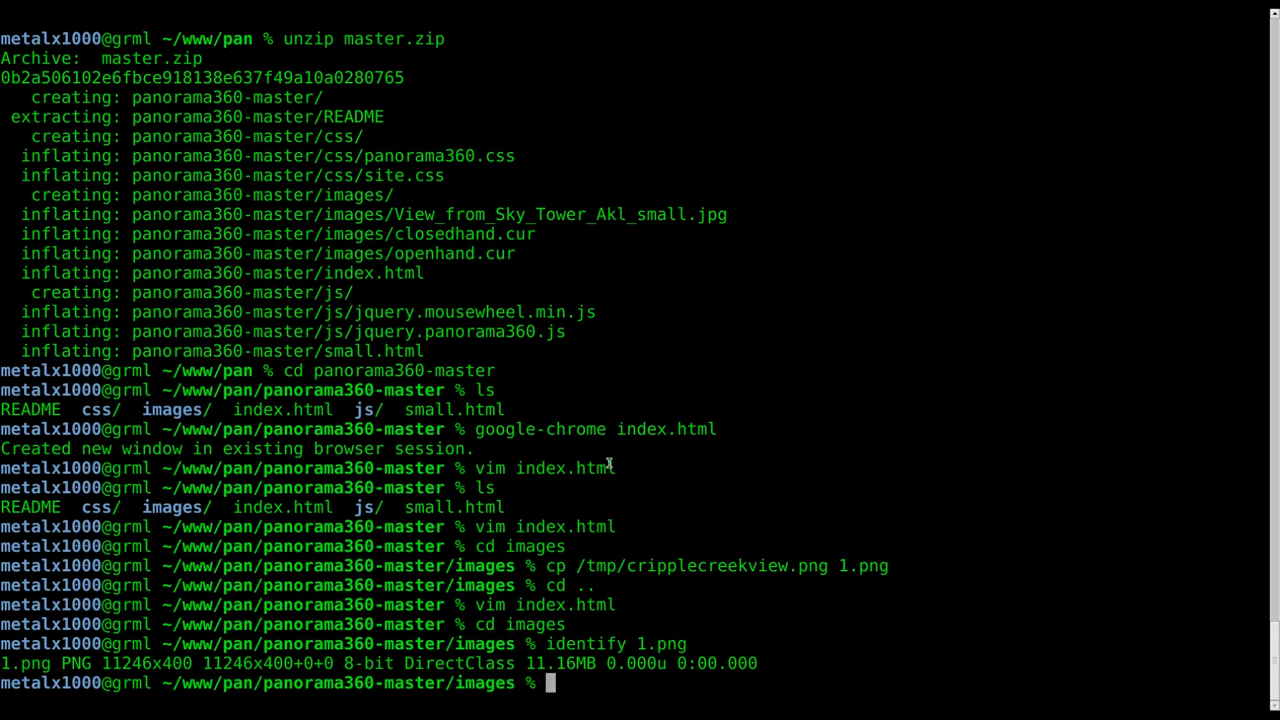 metalx1000@grml ~/www/pan % unzip master.zip
Archive:  master.zip
0b2a506102e6fbce918138e637f49a10a0280765
   creating: panorama360-master/
 extracting: panorama360-master/README
   creating: panorama360-master/css/
  inflating: panorama360-master/css/panorama360.css
  inflating: panorama360-master/css/site.css
   creating: panorama360-master/images/
  inflating: panorama360-master/images/View_from_Sky_Tower_Akl_small.jpg
  inflating: panorama360-master/images/closedhand.cur
  inflating: panorama360-master/images/openhand.cur
  inflating: panorama360-master/index.html
   creating: panorama360-master/js/
  inflating: panorama360-master/js/jquery.mousewheel.min.js
  inflating: panorama360-master/js/jquery.panorama360.js
  inflating: panorama360-master/small.html
metalx1000@grml ~/www/pan % cd panorama360-master
metalx1000@grml ~/www/pan/panorama360-master % ls
README  css/  images/  index.html  js/  small.html
metalx1000@grml ~/www/pan/panorama360-master % google-chrome index.html
Created new window in existing browser session.
metalx1000@grml ~/www/pan/panorama360-master % vim index.html
metalx1000@grml ~/www/pan/panorama360-master % ls
README  css/  images/  index.html  js/  small.html
metalx1000@grml ~/www/pan/panorama360-master % vim index.html
metalx1000@grml ~/www/pan/panorama360-master % cd images
metalx1000@grml ~/www/pan/panorama360-master/images % cp /tmp/cripplecreekview.png 1.png
metalx1000@grml ~/www/pan/panorama360-master/images % cd ..
metalx1000@grml ~/www/pan/panorama360-master % vim index.html
metalx1000@grml ~/www/pan/panorama360-master % cd images
metalx1000@grml ~/www/pan/panorama360-master/images % identify 1.png
1.png PNG 11246x400 11246x400+0+0 8-bit DirectClass 11.16MB 0.000u 0:00.000
metalx1000@grml ~/www/pan/panorama360-master/images %